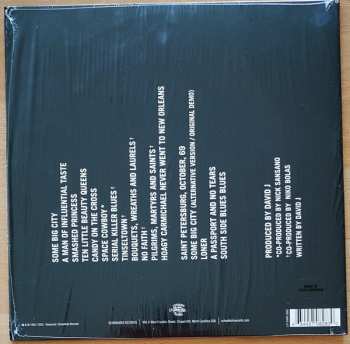 SOME BIG CITY
A MAN OF INFLUENTIAL TASTE
SMASHED PRINCESS
TEN LITTLE BEAUTY QUEENS
CANDY ON THE CROSS
SPACE COWBOY*
SERIAL KILLER BLUES†
TINSELTOWN†
BOUQUETS, WREATHS AND LAURELS†
NO FAITH†
PILGRIMS, MARTYRS AND SAINTS†
HOAGY CARMICHAEL NEVER WENT TO NEW ORLEANS
SAINT PETERSBURG, OCTOBER, 69
SOME BIG CITY (ALTERNATIVE VERSION / ORIGINAL DEMO)
LONER
A PASSPORT AND NO TEARS
SOUTH SIDE BLUES BLUES
PRODUCED BY DAVID J
*CO-PRODUCED BY NICK SANSANO
†CO-PRODUCED BY NIKO BOLAS
WRITTEN BY DAVID J